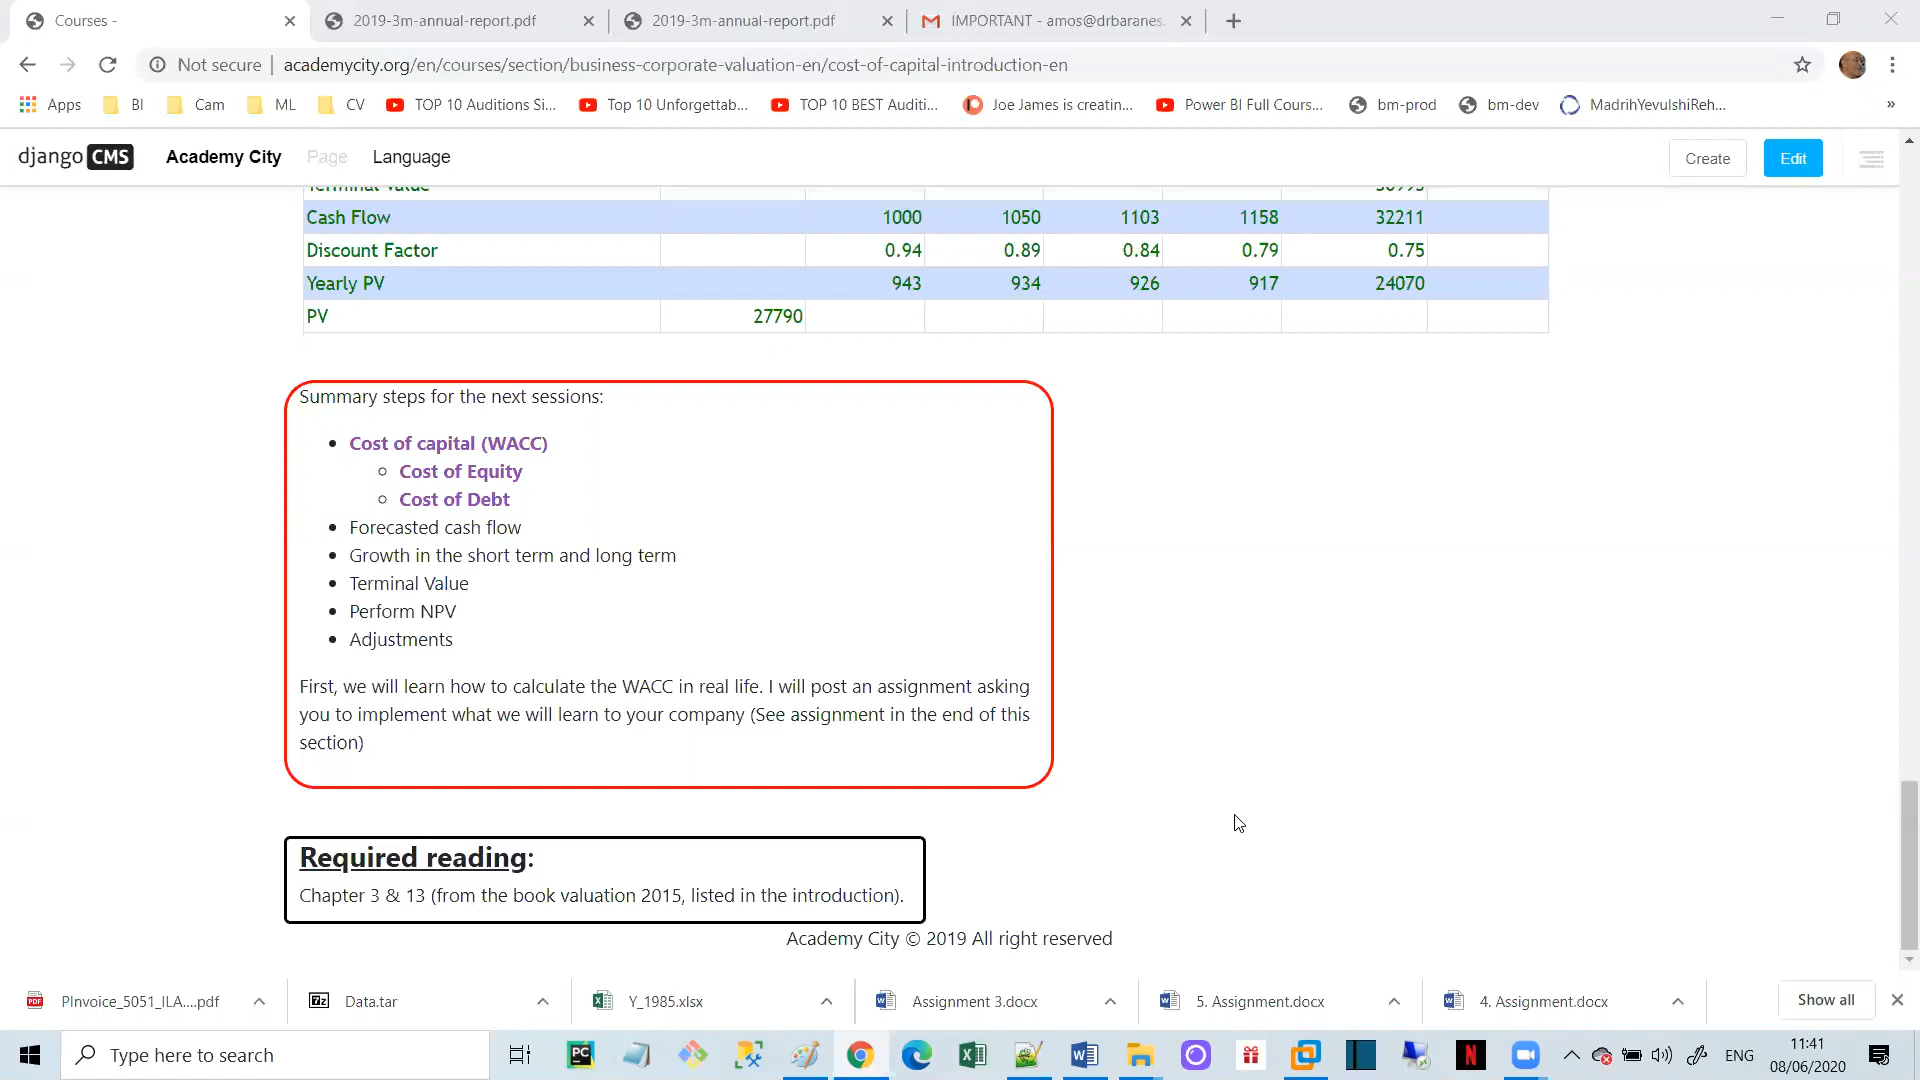 Courses -
2019-3m-annual-report.pdf
2019-3m-annual-report.pdf
IMPORTANT - amos@drbaranes.
Not secure
academycity.org/en/courses/section/business-corporate-valuation-en/cost-of-capital-introduction-en
Apps
BI
Cam
ML
CV
TOP 10 Auditions Si...
Top 10 Unforgettab...
TOP 10 BEST Auditi...
Joe James is creatin...
Power BI Full Cours...
bm-prod
bm-dev
MadrihYevulshiReh...
»
django CMS
Academy City
Page
Language
Create
Edit
Terminal Value
Cash Flow 1000 1050 1103 1158 32211
Discount Factor 0.94 0.89 0.84 0.79 0.75
Yearly PV 943 934 926 917 24070
PV 27790
Summary steps for the next sessions:
Cost of capital (WACC)
Cost of Equity
Cost of Debt
Forecasted cash flow
Growth in the short term and long term
Terminal Value
Perform NPV
Adjustments
First, we will learn how to calculate the WACC in real life. I will post an assignment asking
you to implement what we will learn to your company (See assignment in the end of this
section)
Required reading:
Chapter 3 & 13 (from the book valuation 2015, listed in the introduction).
Academy City © 2019 All right reserved
PInvoice_5051_ILA....pdf
Data.tar
Y_1985.xlsx
Assignment 3.docx
5. Assignment.docx
4. Assignment.docx
Show all
Type here to search
ENG
11:41
08/06/2020